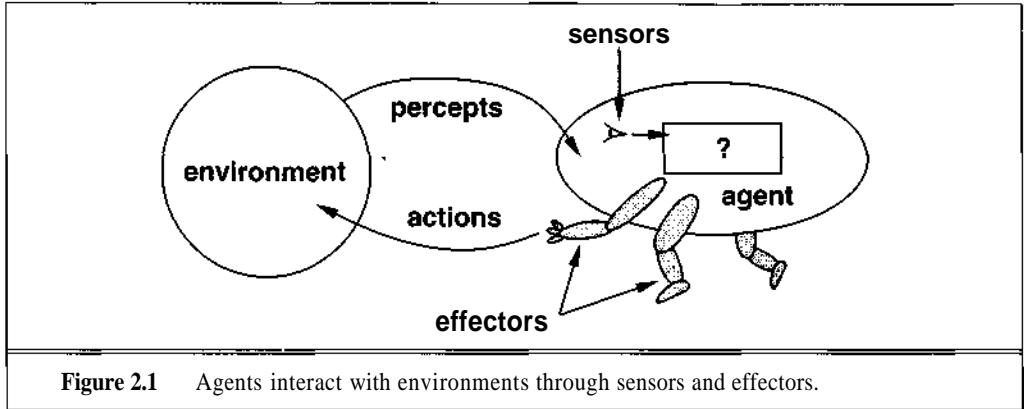 sensors
percepts
environment
?
agent
actions
effectors
Figure 2.1 Agents interact with environments through sensors and effectors.